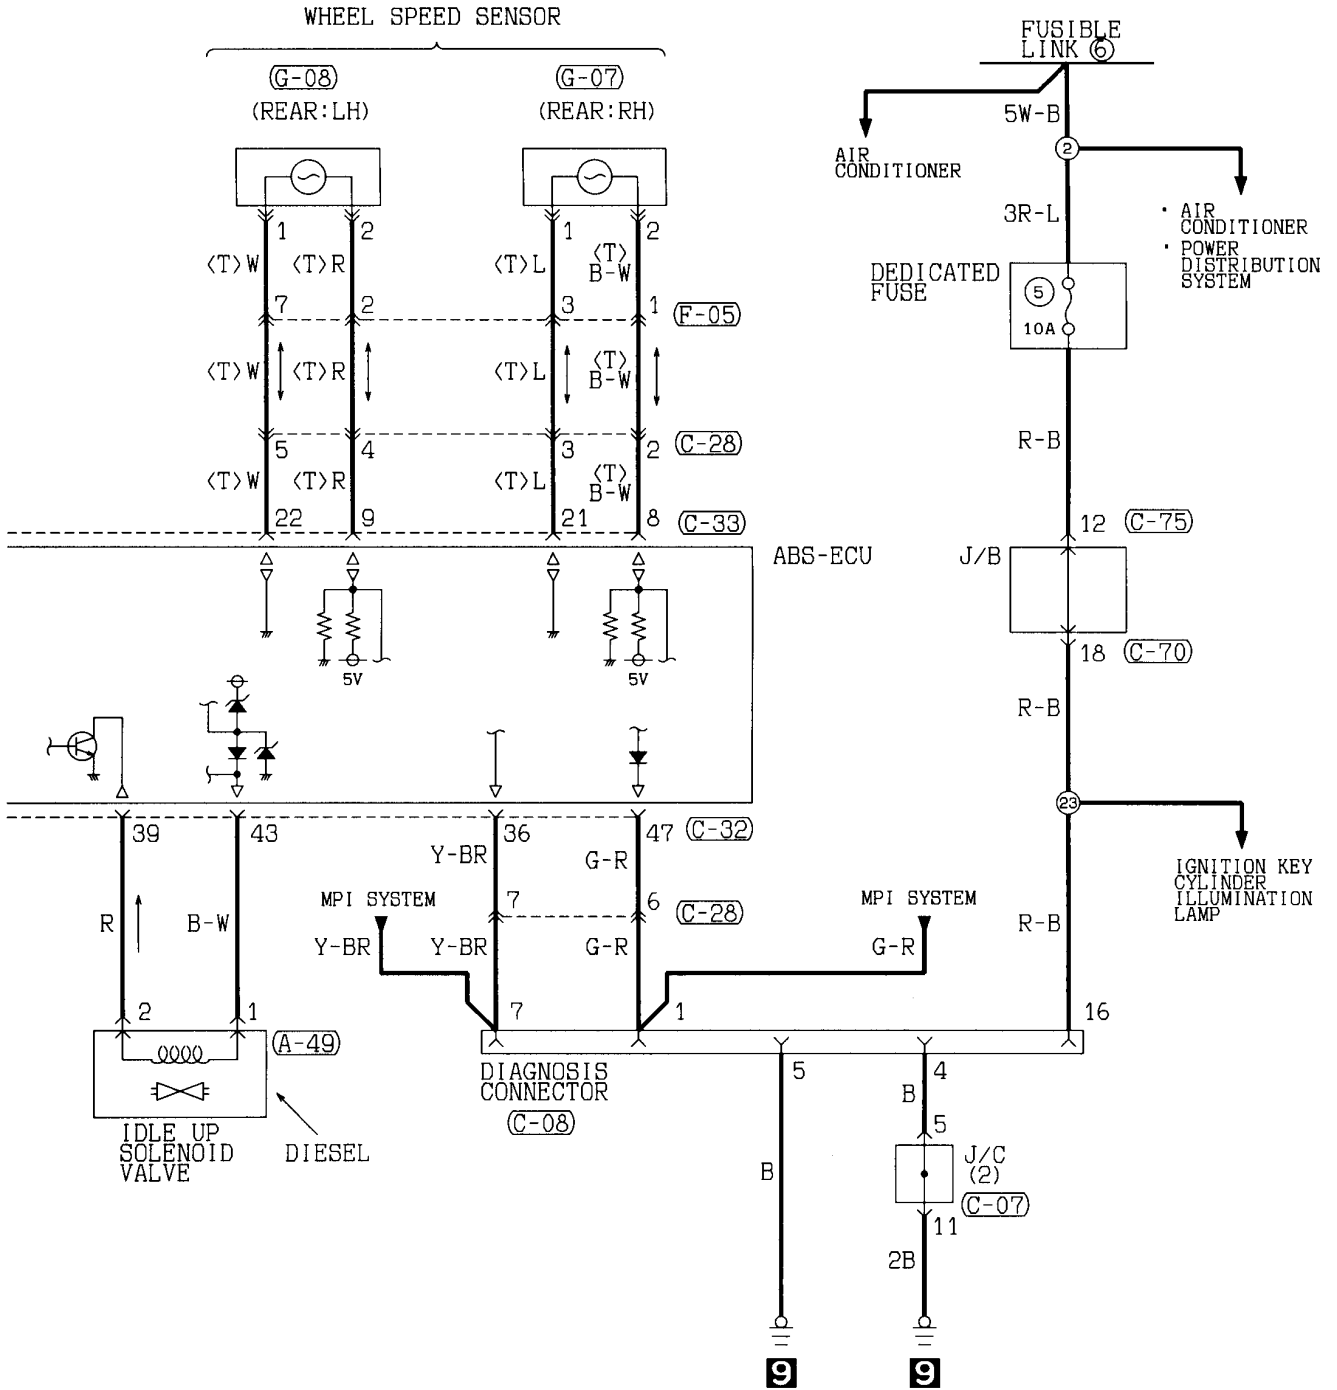 WHEEL SPEED SENSOR
G-08
(REAR:LH)
G-07
(REAR:RH)
FUSIBLE
LINK 6
5W-B
AIR
CONDITIONER
2
3R-L
· AIR
CONDITIONER
· POWER
DISTRIBUTION
SYSTEM
1 2 1 2
<T>W <T>R <T>L <T>
B-W
DEDICATED
FUSE
5
10A
7 2 3 1 F-05
<T>W <T>R <T>L <T>
B-W
R-B
5 4 3 2 C-28
<T>W <T>R <T>L <T>
B-W
22 9 21 8 C-33
12 C-75
ABS-ECU
J/B
5V 5V
18 C-70
R-B
23
39 43 36 47 C-32
Y-BR G-R
IGNITION KEY
CYLINDER
ILLUMINATION
LAMP
MPI SYSTEM 7 6 C-28 MPI SYSTEM
R B-W Y-BR Y-BR G-R G-R R-B
2 1 7 1 16
A-49
DIAGNOSIS
CONNECTOR
C-08
5 4
B
5
IDLE UP
SOLENOID
VALVE
DIESEL
B
J/C
(2)
C-07
11
2B
9 9